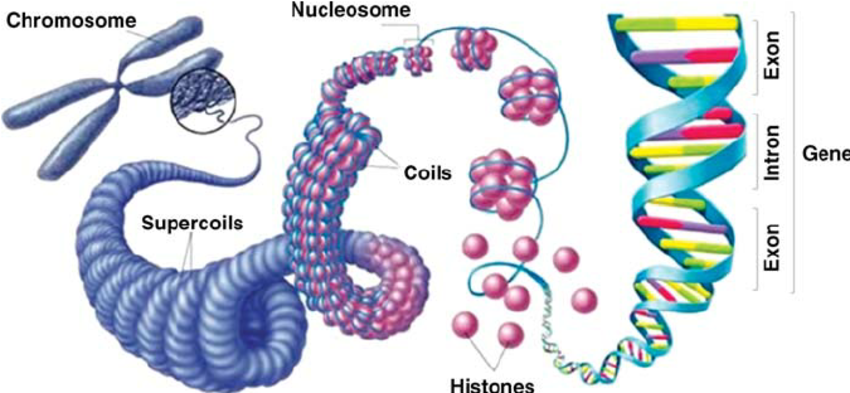 Chromosome
Nucleosome
Coils
Supercoils
Histones
Exon
Intron
Exon
Gene